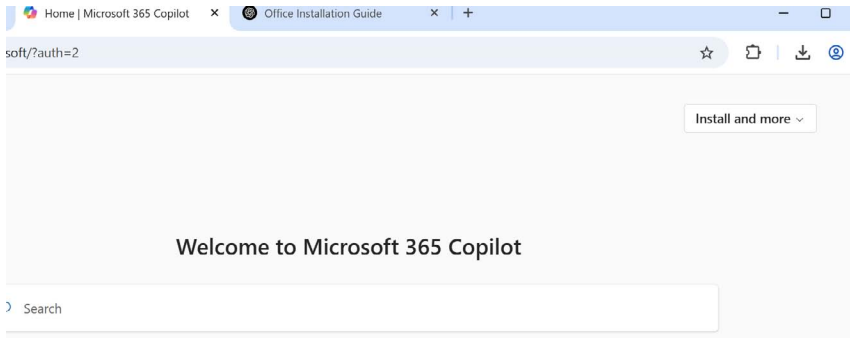 Home | Microsoft 365 Copilot Office Installation Guide
soft/?auth=2
Install and more
Welcome to Microsoft 365 Copilot
Search